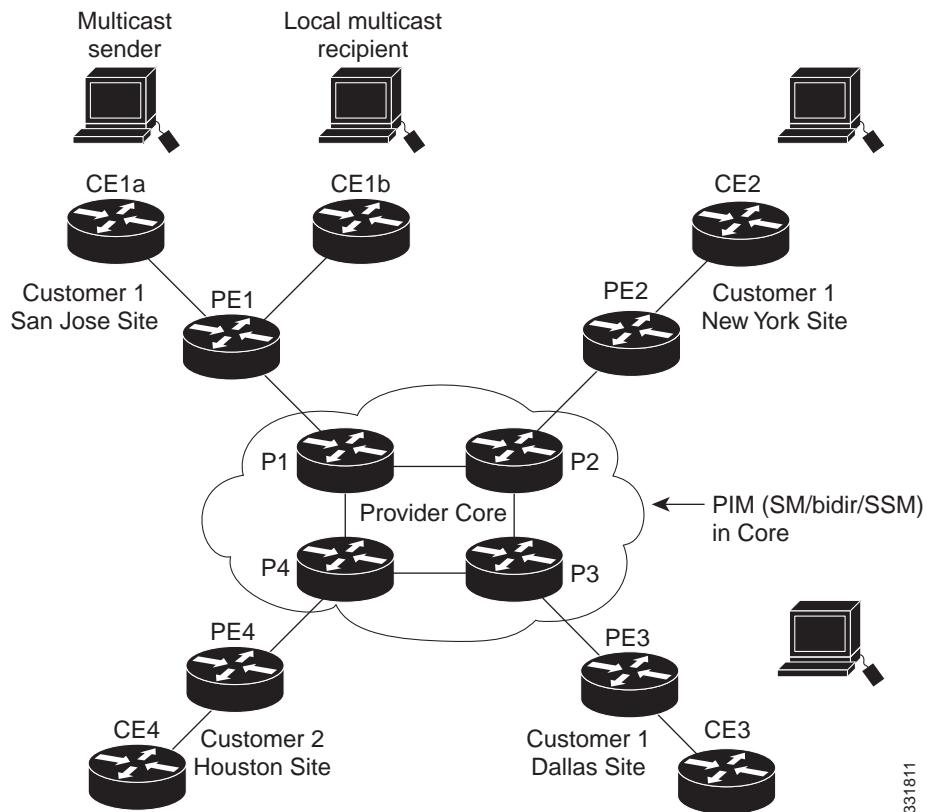 Multicast
sender
Local multicast
recipient
CE1a
CE1b
CE2
Customer 1
San Jose Site
PE1
PE2
Customer 1
New York Site
P1
P2
Provider Core
PIM (SM/bidir/SSM)
in Core
P4
P3
PE4
PE3
CE4
Customer 2
Houston Site
Customer 1
Dallas Site
CE3
331811